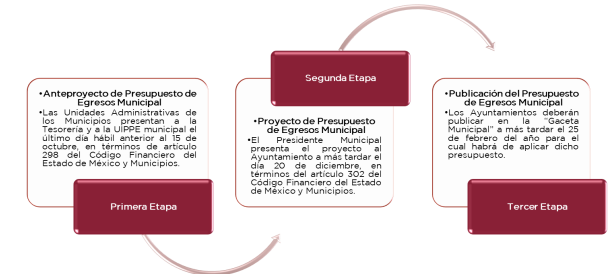 •Anteproyecto de Presupuesto de
Egresos Municipal
•Las Unidades Administrativas de
los Municipios presentan a la
Tesorería y a la UIPPE municipal el
último día hábil anterior al 15 de
octubre, en términos de artículo
298 del Código Financiero del
Estado de México y Municipios.
Primera Etapa
Segunda Etapa
•Proyecto de Presupuesto
de Egresos Municipal
•El Presidente Municipal
presenta el proyecto al
Ayuntamiento a más tardar el
día 20 de diciembre, en
términos del artículo 302 del
Código Financiero del Estado
de México y Municipios.
•Publicación del Presupuesto
de Egresos Municipal
•Los Ayuntamientos deberán
publicar en la "Gaceta
Municipal" a más tardar el 25
de febrero del año para el
cual habrá de aplicar dicho
presupuesto.
Tercer Etapa